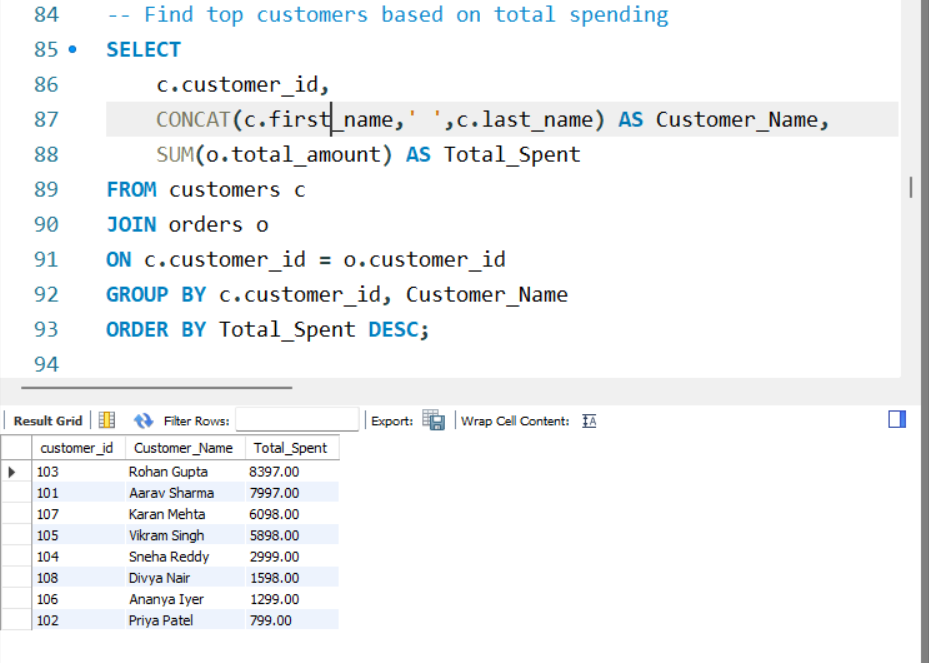 84 -- Find top customers based on total spending
85 SELECT
86 c.customer_id,
87 CONCAT(c.first_name,' ',c.last_name) AS Customer_Name,
88 SUM(o.total_amount) AS Total_Spent
89 FROM customers c
90 JOIN orders o
91 ON c.customer_id = o.customer_id
92 GROUP BY c.customer_id, Customer_Name
93 ORDER BY Total_Spent DESC;
94
Result Grid Filter Rows: Export: Wrap Cell Content:
customer_id Customer_Name Total_Spent
103 Rohan Gupta 8397.00
101 Aarav Sharma 7997.00
107 Karan Mehta 6098.00
105 Vikram Singh 5898.00
104 Sneha Reddy 2999.00
108 Divya Nair 1598.00
106 Ananya Iyer 1299.00
102 Priya Patel 799.00